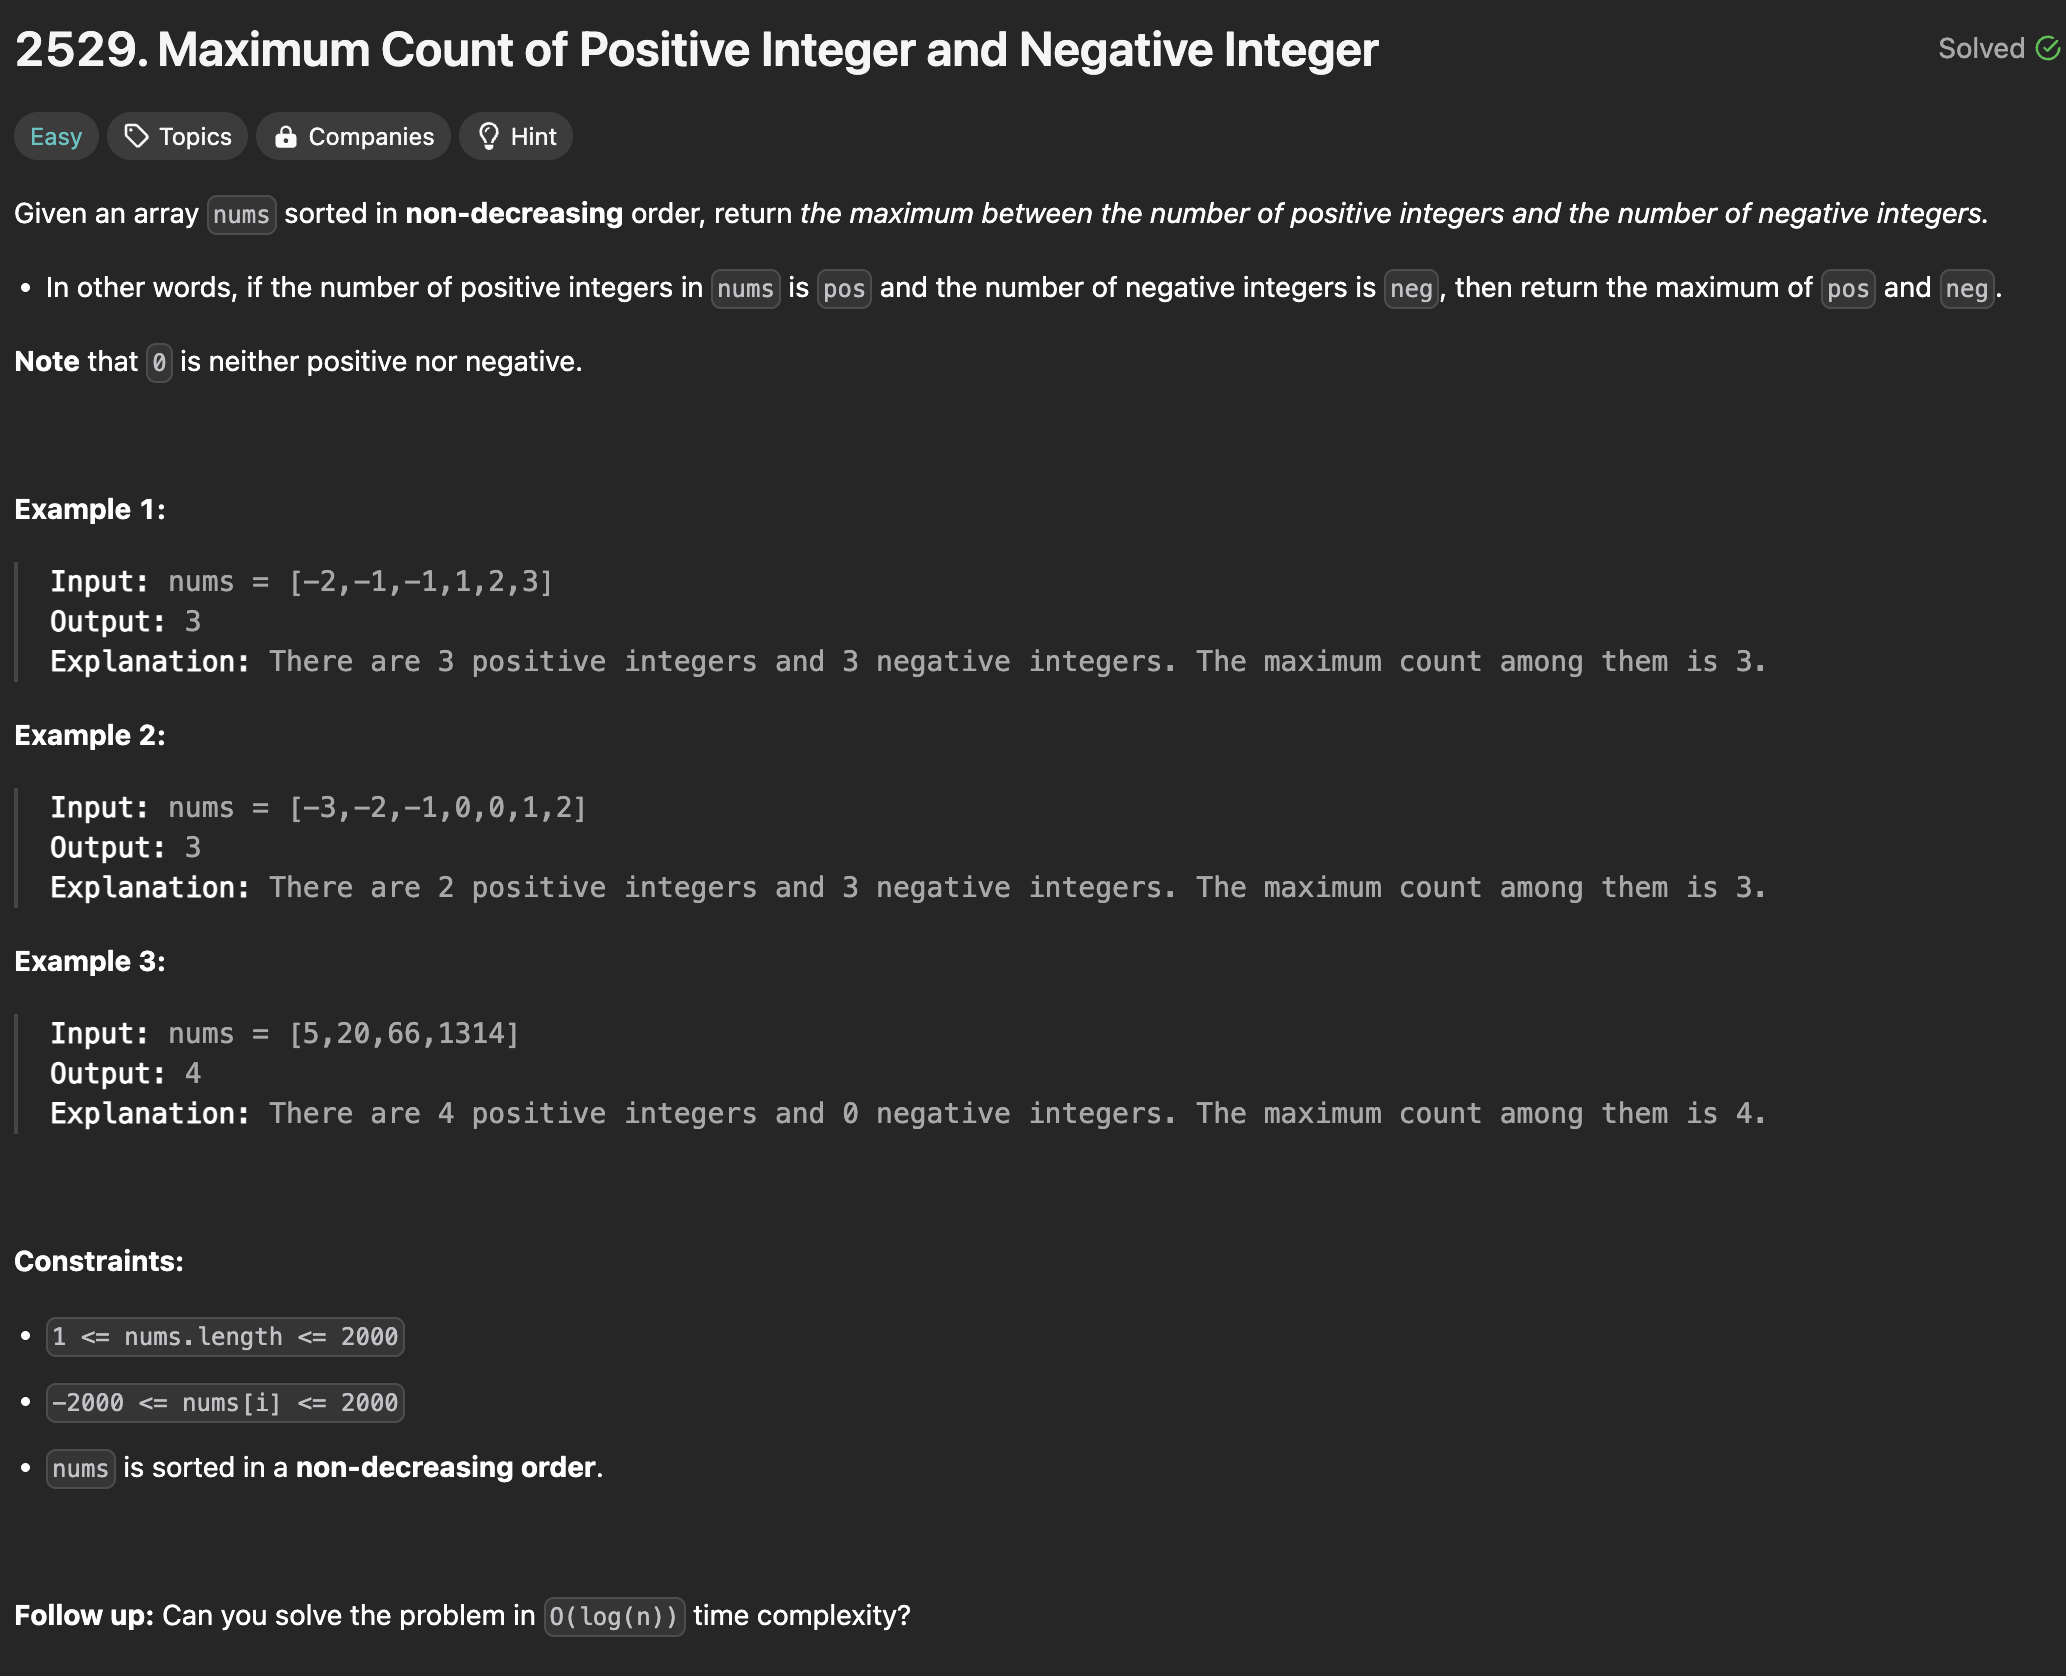 2529. Maximum Count of Positive Integer and Negative Integer
Solved
Easy
Topics
Companies
Hint
Given an array nums sorted in non-decreasing order, return the maximum between the number of positive integers and the number of negative integers.
• In other words, if the number of positive integers in nums is pos and the number of negative integers is neg, then return the maximum of pos and neg.
Note that 0 is neither positive nor negative.
Example 1:
Input: nums = [-2,-1,-1,1,2,3]
Output: 3
Explanation: There are 3 positive integers and 3 negative integers. The maximum count among them is 3.
Example 2:
Input: nums = [-3,-2,-1,0,0,1,2]
Output: 3
Explanation: There are 2 positive integers and 3 negative integers. The maximum count among them is 3.
Example 3:
Input: nums = [5,20,66,1314]
Output: 4
Explanation: There are 4 positive integers and 0 negative integers. The maximum count among them is 4.
Constraints:
• 1 <= nums.length <= 2000
• -2000 <= nums[i] <= 2000
• nums is sorted in a non-decreasing order.
Follow up: Can you solve the problem in O(log(n)) time complexity?